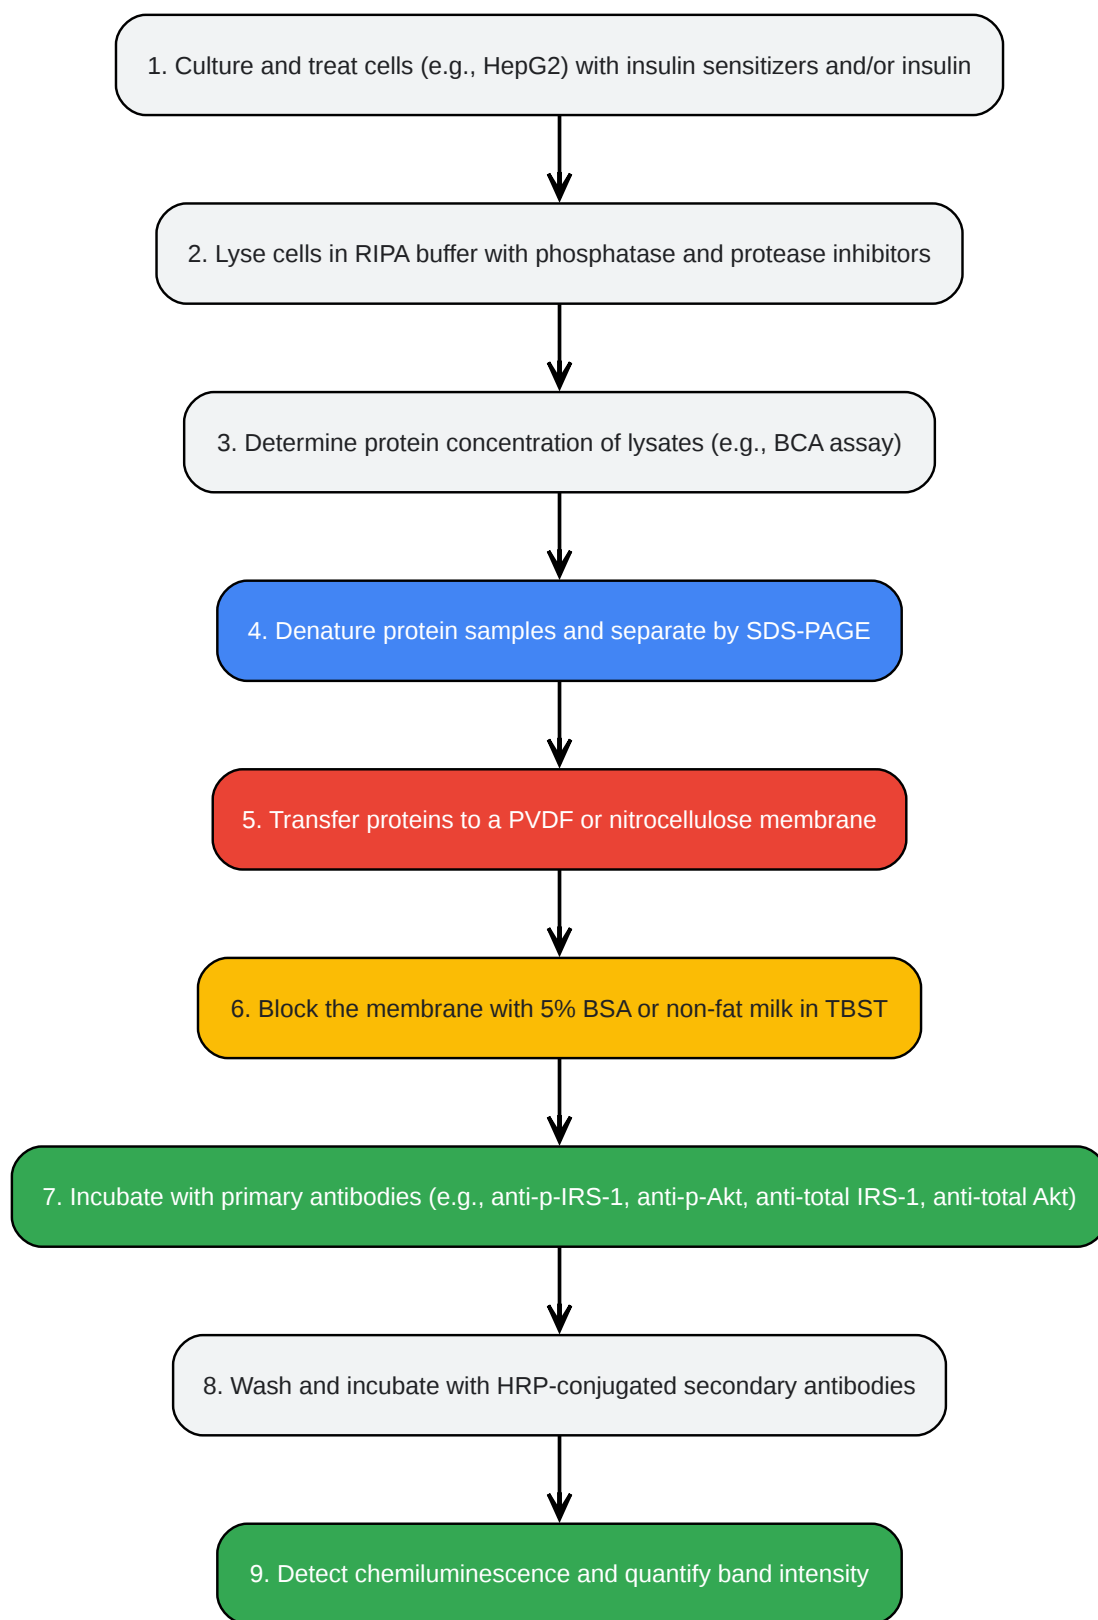 1. Culture and treat cells (e.g., HepG2) with insulin sensitizers and/or insulin
2. Lyse cells in RIPA buffer with phosphatase and protease inhibitors
3. Determine protein concentration of lysates (e.g., BCA assay)
4. Denature protein samples and separate by SDS-PAGE
5. Transfer proteins to a PVDF or nitrocellulose membrane
6. Block the membrane with 5% BSA or non-fat milk in TBST
7. Incubate with primary antibodies (e.g., anti-p-IRS-1, anti-p-Akt, anti-total IRS-1, anti-total Akt)
8. Wash and incubate with HRP-conjugated secondary antibodies
9. Detect chemiluminescence and quantify band intensity